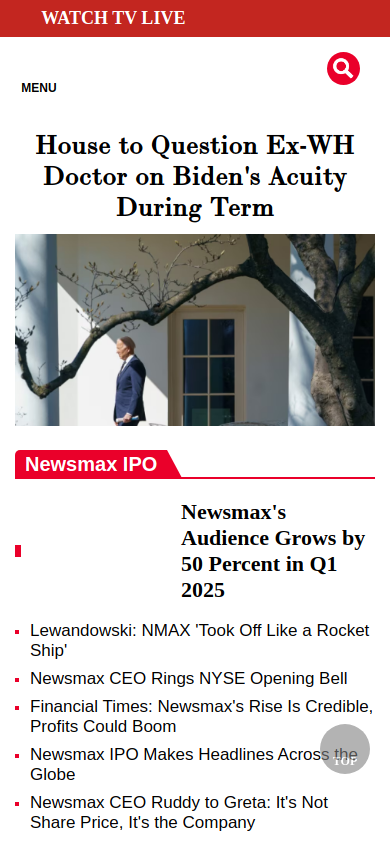 WATCH TV LIVE
MENU
House to Question Ex-WH
Doctor on Biden's Acuity
During Term
Newsmax IPO
Newsmax's
Audience Grows by
50 Percent in Q1
2025
Lewandowski: NMAX 'Took Off Like a Rocket
Ship'
Newsmax CEO Rings NYSE Opening Bell
Financial Times: Newsmax's Rise Is Credible,
Profits Could Boom
Newsmax IPO Makes Headlines Across the
Globe
TOP
Newsmax CEO Ruddy to Greta: It's Not
Share Price, It's the Company